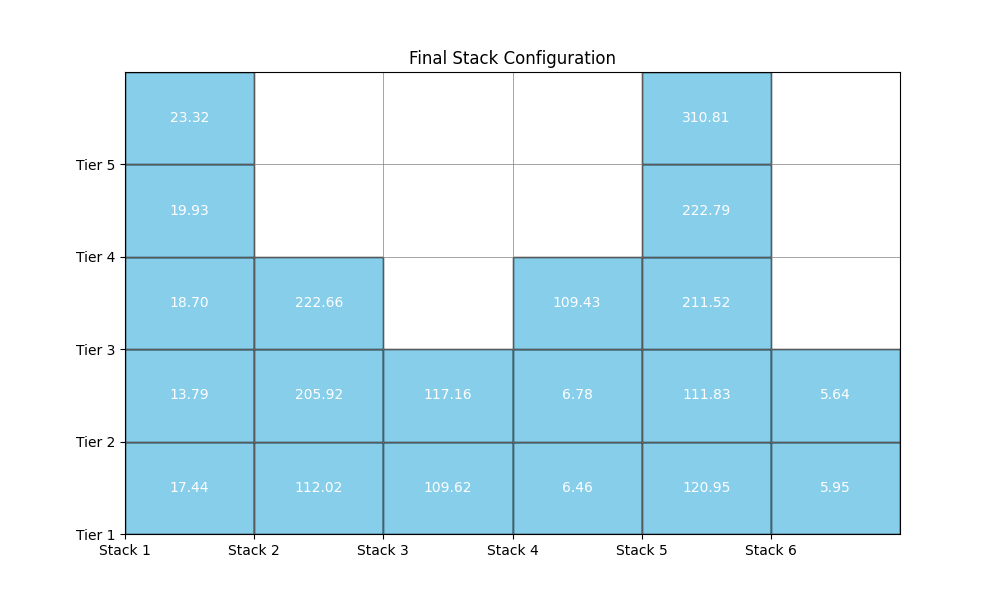 Final Stack Configuration
23.32 310.81
Tier 5
19.93 222.79
Tier 4
18.70 222.66 109.43 211.52
Tier 3
13.79 205.92 117.16 6.78 111.83 5.64
Tier 2
17.44 112.02 109.62 6.46 120.95 5.95
Tier 1
Stack 1 Stack 2 Stack 3 Stack 4 Stack 5 Stack 6